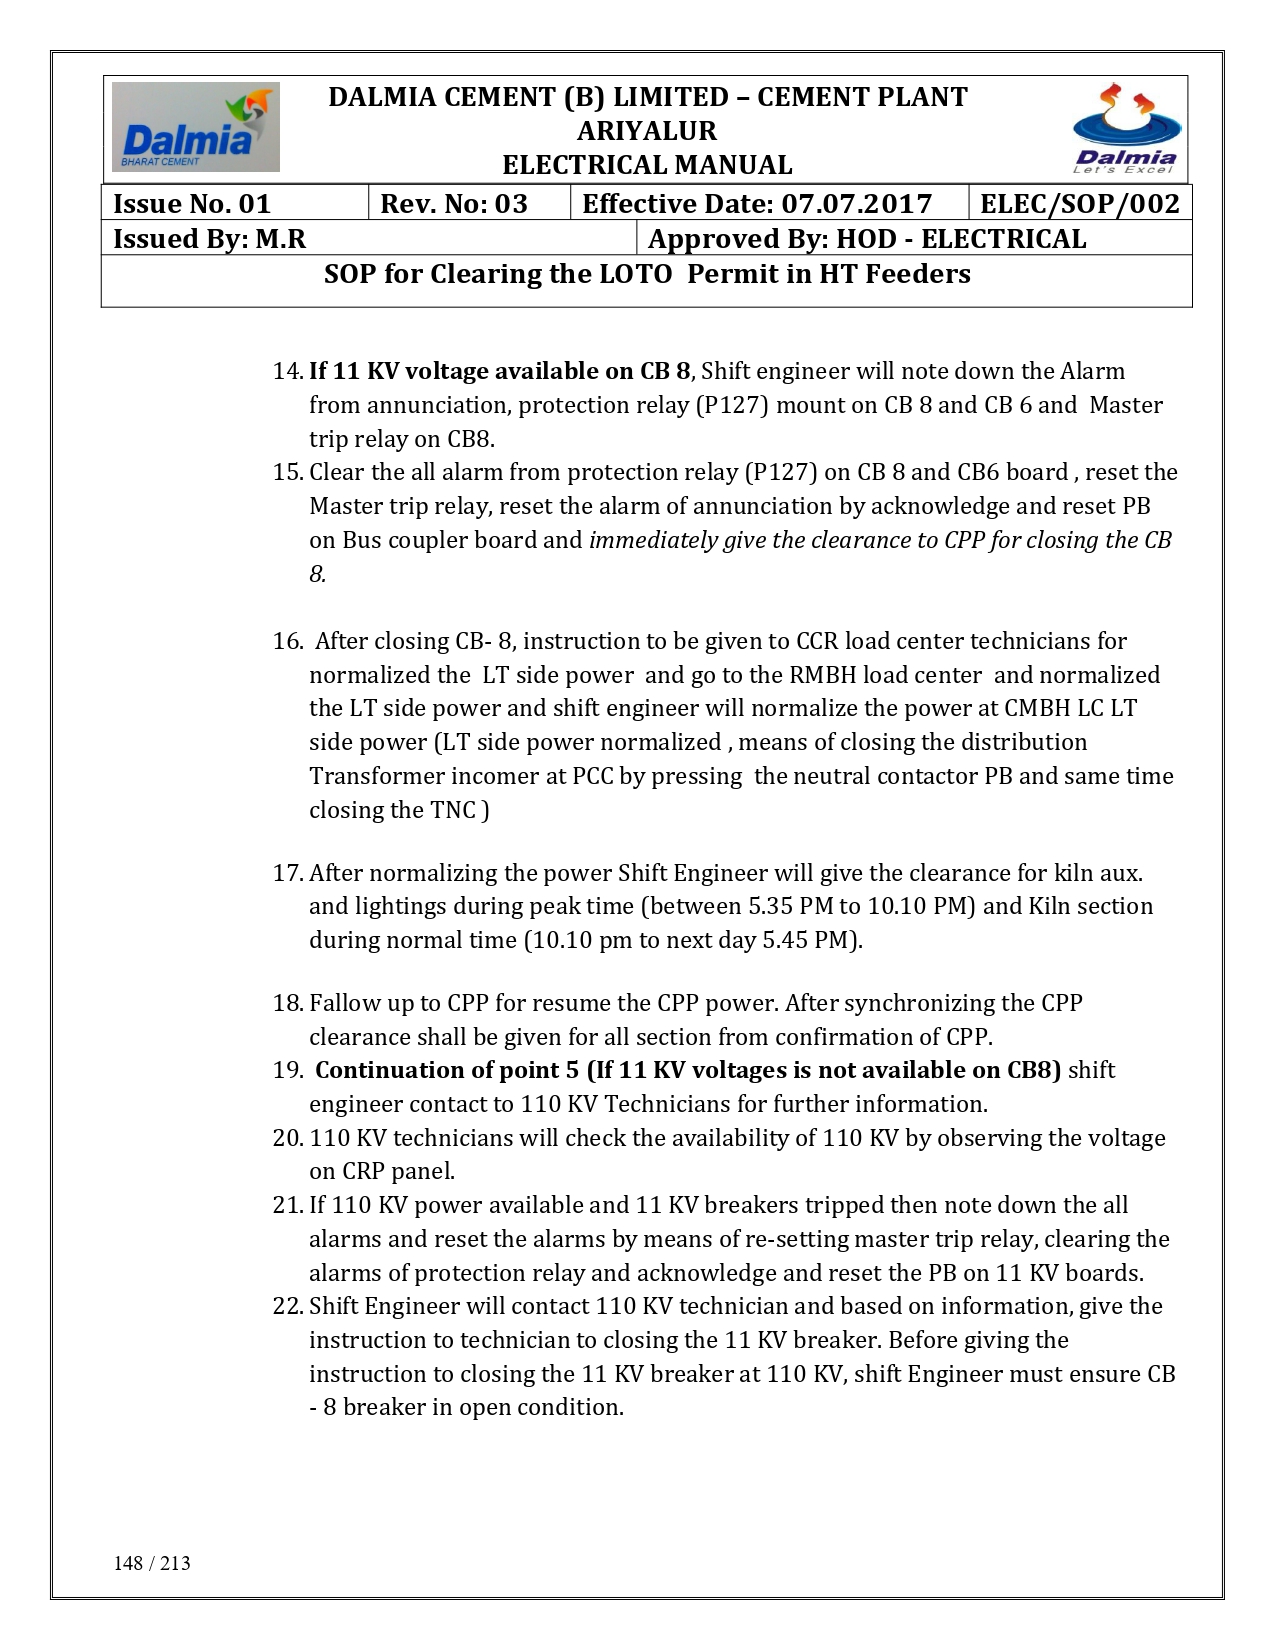 Dalmia
BHARAT CEMENT
DALMIA CEMENT (B) LIMITED – CEMENT PLANT
ARIYALUR
ELECTRICAL MANUAL
Dalmia
Let's Excel
Issue No. 01 Rev. No: 03 Effective Date: 07.07.2017 ELEC/SOP/002
Issued By: M.R Approved By: HOD - ELECTRICAL
SOP for Clearing the LOTO Permit in HT Feeders
14. If 11 KV voltage available on CB 8, Shift engineer will note down the Alarm
from annunciation, protection relay (P127) mount on CB 8 and CB 6 and Master
trip relay on CB8.
15. Clear the all alarm from protection relay (P127) on CB 8 and CB6 board , reset the
Master trip relay, reset the alarm of annunciation by acknowledge and reset PB
on Bus coupler board and immediately give the clearance to CPP for closing the CB
8.
16. After closing CB- 8, instruction to be given to CCR load center technicians for
normalized the LT side power and go to the RMBH load center and normalized
the LT side power and shift engineer will normalize the power at CMBH LC LT
side power (LT side power normalized , means of closing the distribution
Transformer incomer at PCC by pressing the neutral contactor PB and same time
closing the TNC )
17. After normalizing the power Shift Engineer will give the clearance for kiln aux.
and lightings during peak time (between 5.35 PM to 10.10 PM) and Kiln section
during normal time (10.10 pm to next day 5.45 PM).
18. Fallow up to CPP for resume the CPP power. After synchronizing the CPP
clearance shall be given for all section from confirmation of CPP.
19. Continuation of point 5 (If 11 KV voltages is not available on CB8) shift
engineer contact to 110 KV Technicians for further information.
20. 110 KV technicians will check the availability of 110 KV by observing the voltage
on CRP panel.
21. If 110 KV power available and 11 KV breakers tripped then note down the all
alarms and reset the alarms by means of re-setting master trip relay, clearing the
alarms of protection relay and acknowledge and reset the PB on 11 KV boards.
22. Shift Engineer will contact 110 KV technician and based on information, give the
instruction to technician to closing the 11 KV breaker. Before giving the
instruction to closing the 11 KV breaker at 110 KV, shift Engineer must ensure CB
- 8 breaker in open condition.
148 / 213